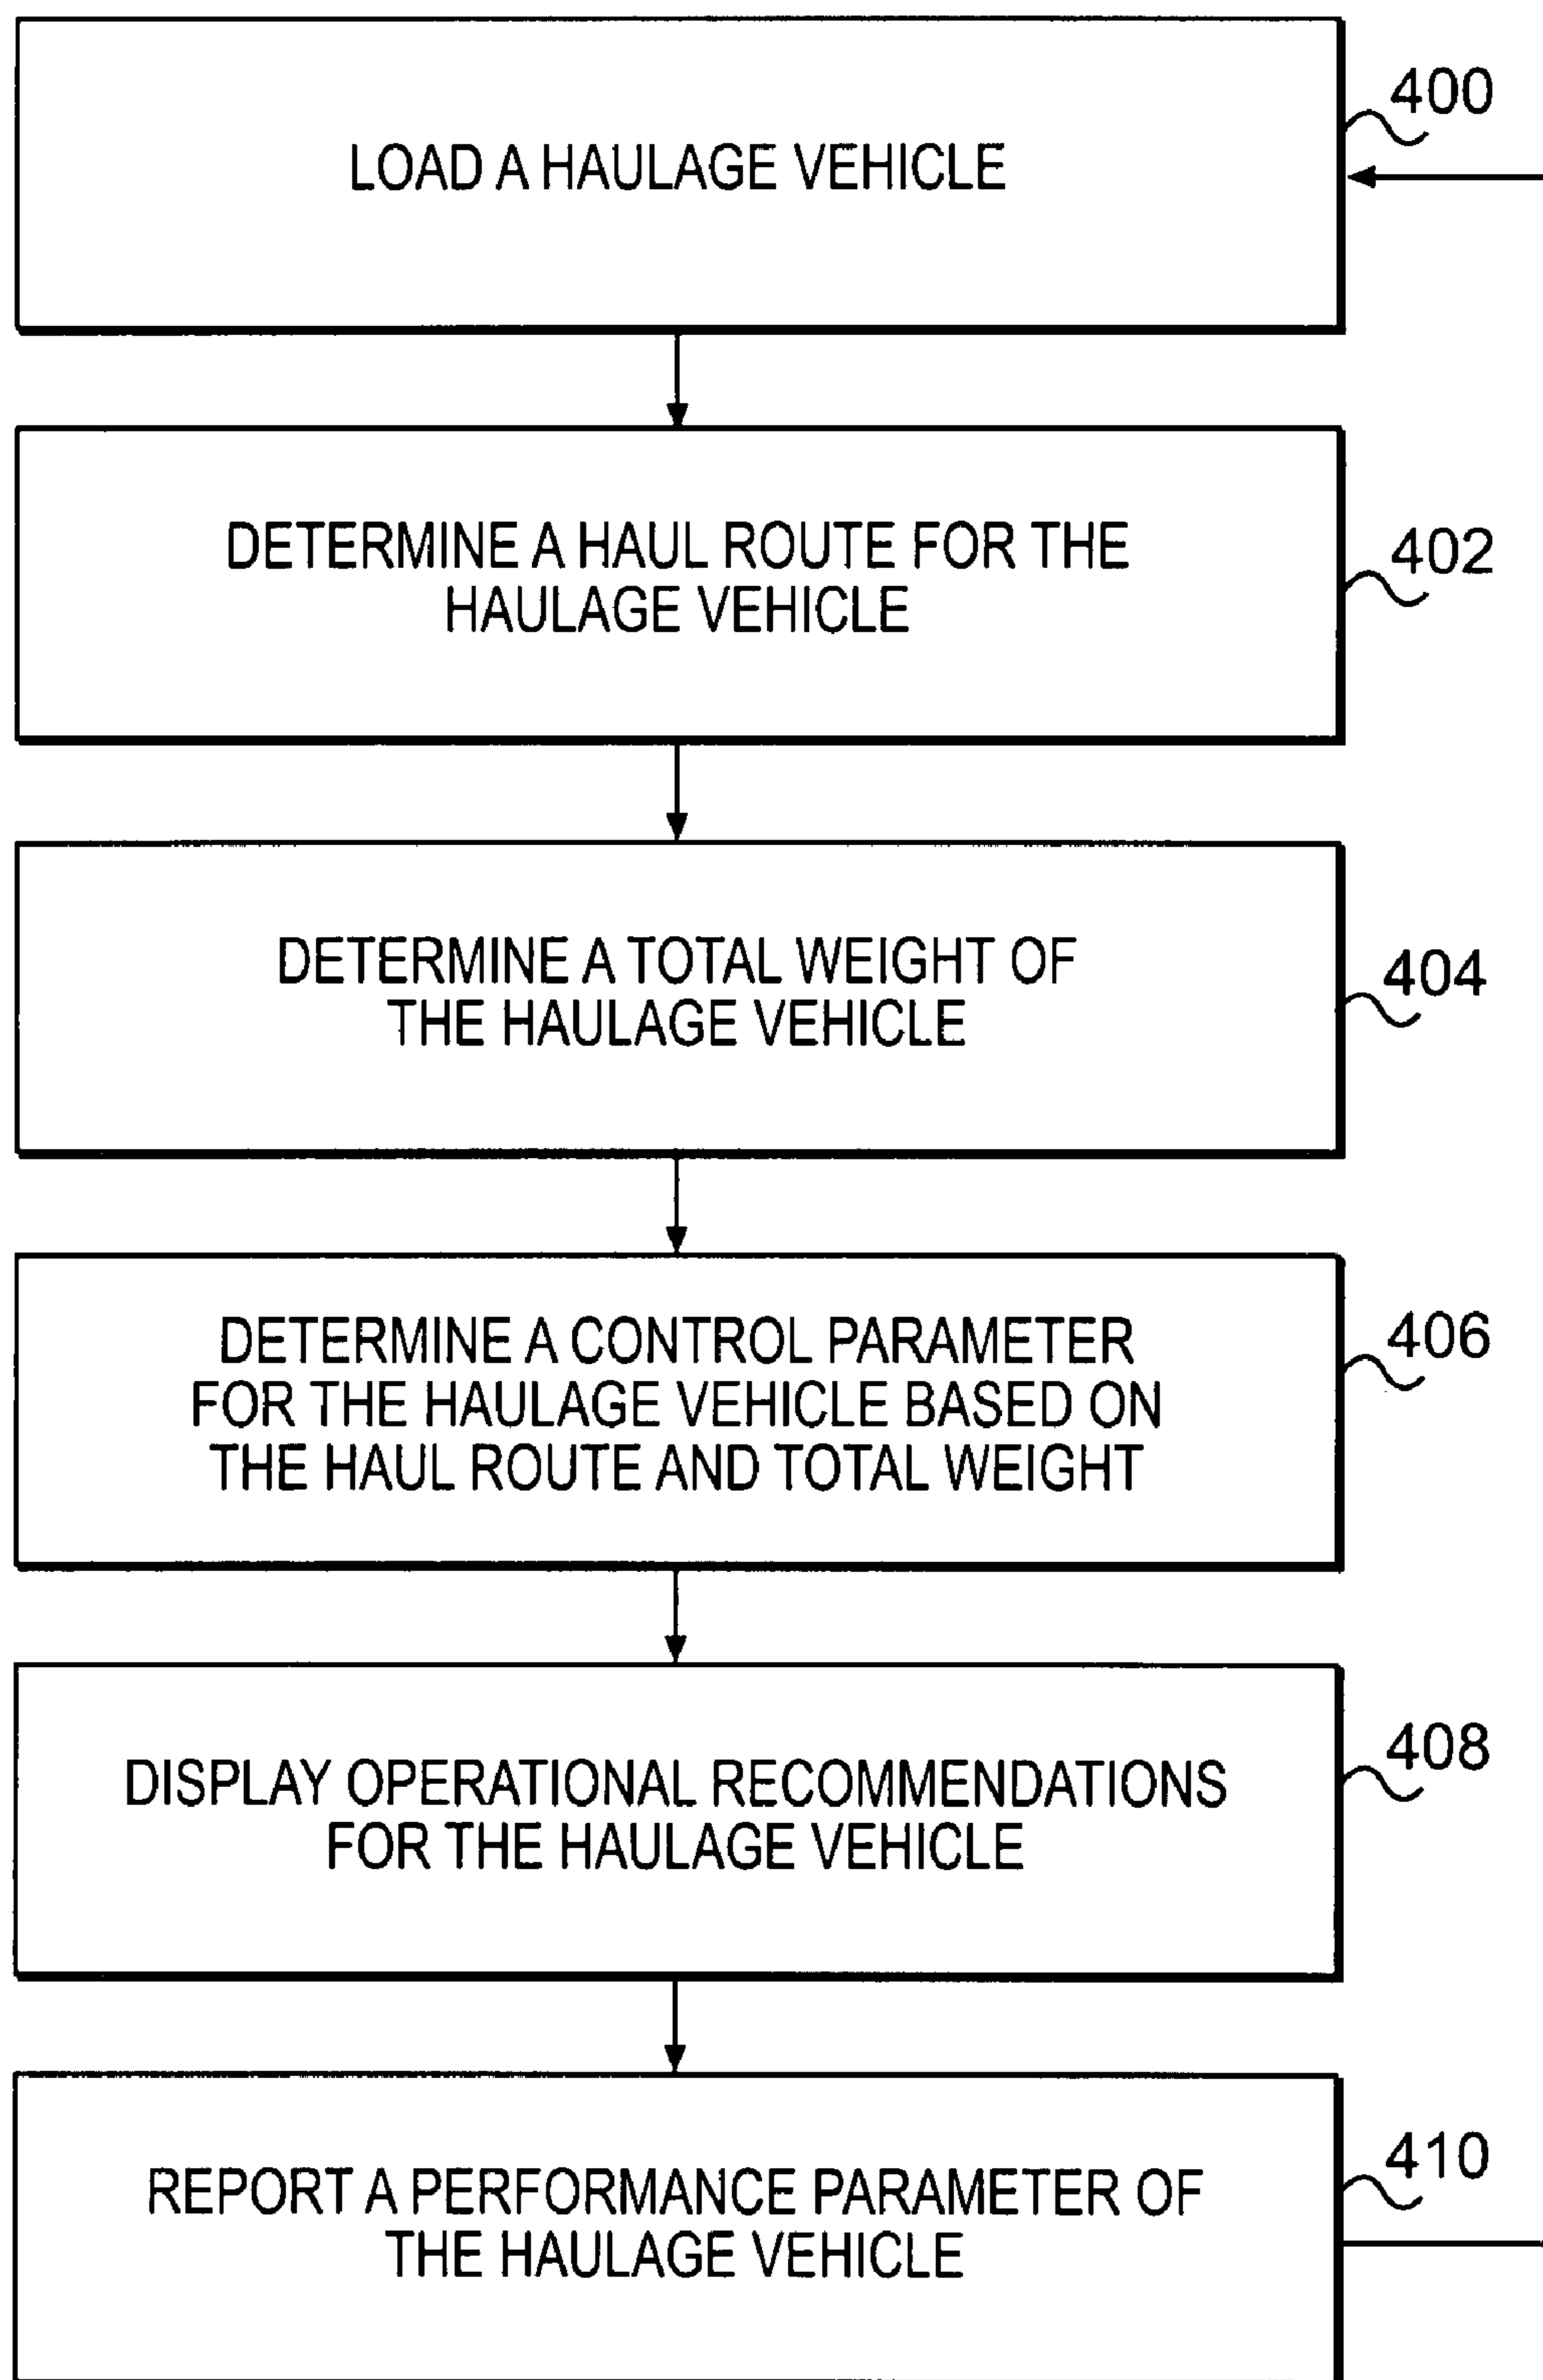 LOAD A HAULAGE VEHICLE
400
DETERMINE A HAUL ROUTE FOR THE
HAULAGE VEHICLE
402
DETERMINE A TOTAL WEIGHT OF
THE HAULAGE VEHICLE
404
DETERMINE A CONTROL PARAMETER
FOR THE HAULAGE VEHICLE BASED ON
THE HAUL ROUTE AND TOTAL WEIGHT
406
DISPLAY OPERATIONAL RECOMMENDATIONS
FOR THE HAULAGE VEHICLE
408
REPORT A PERFORMANCE PARAMETER OF
THE HAULAGE VEHICLE
410